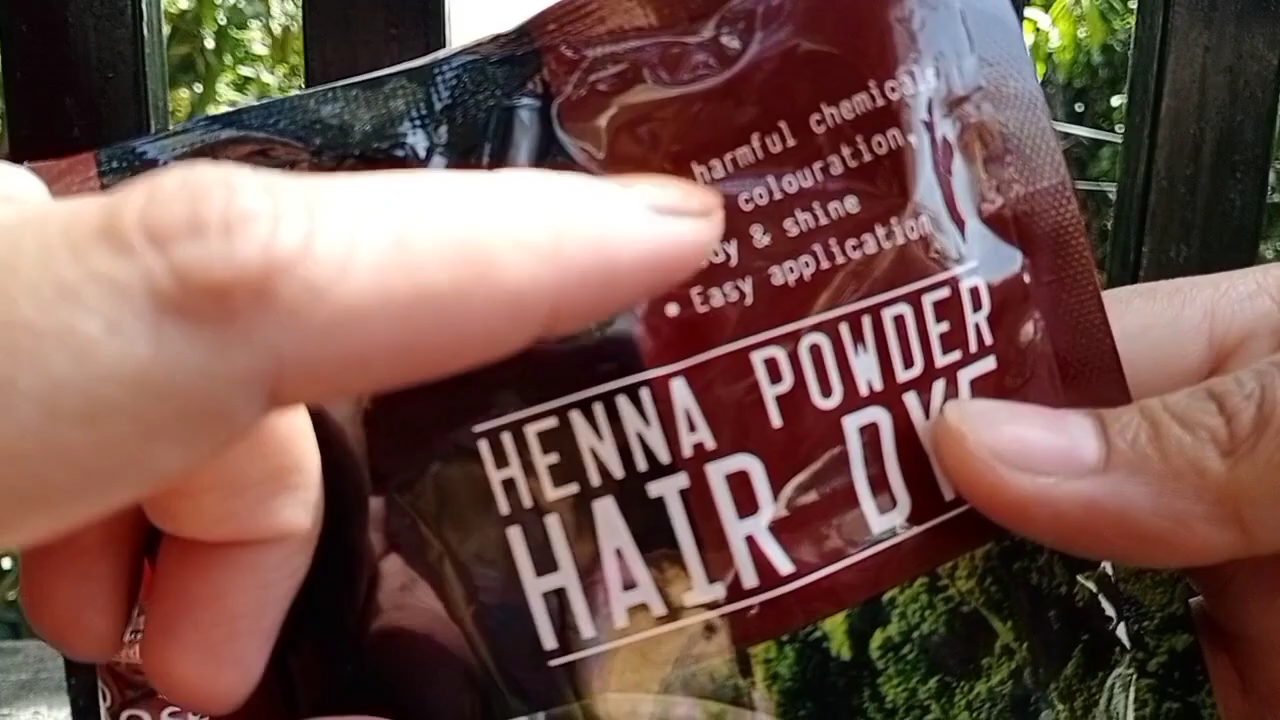 harmful chemicals
colouration,
& shine
• Easy application
HENNA POWDER
HAIR DYE